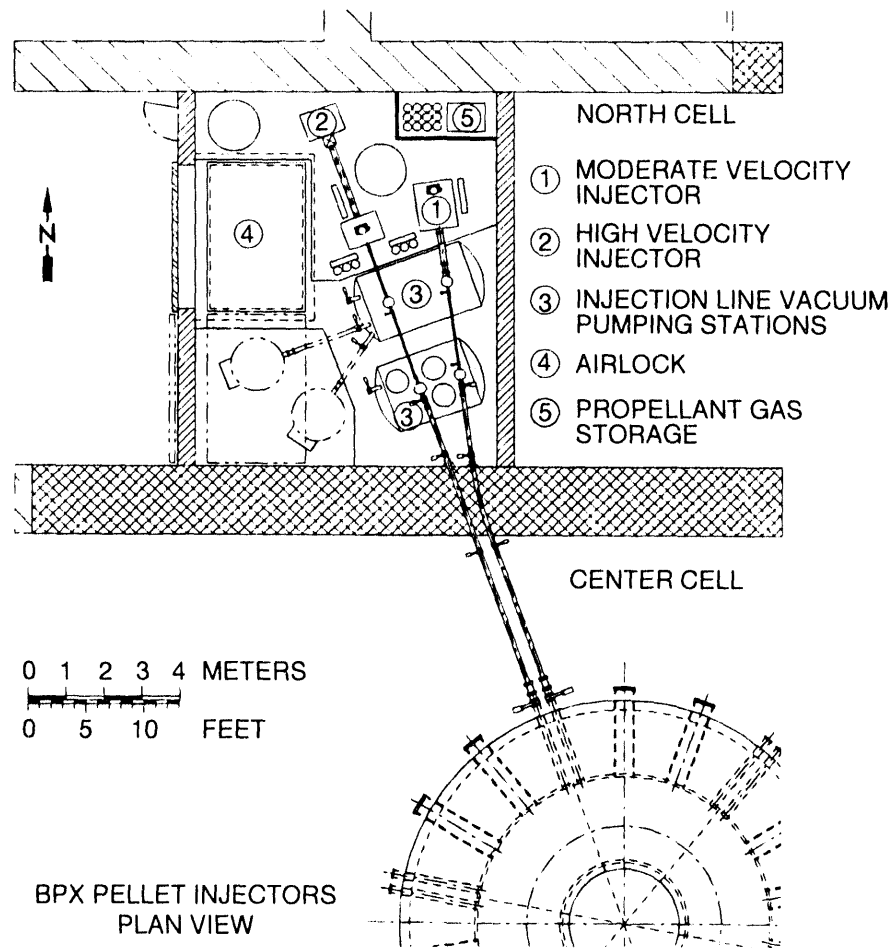 NORTH CELL
① MODERATE VELOCITY
INJECTOR
② HIGH VELOCITY
INJECTOR
③ INJECTION LINE VACUUM
PUMPING STATIONS
④ AIRLOCK
⑤ PROPELLANT GAS
STORAGE
②
⑤
①
④
③
③
N
CENTER CELL
0 1 2 3 4 METERS
0 5 10 FEET
BPX PELLET INJECTORS
PLAN VIEW